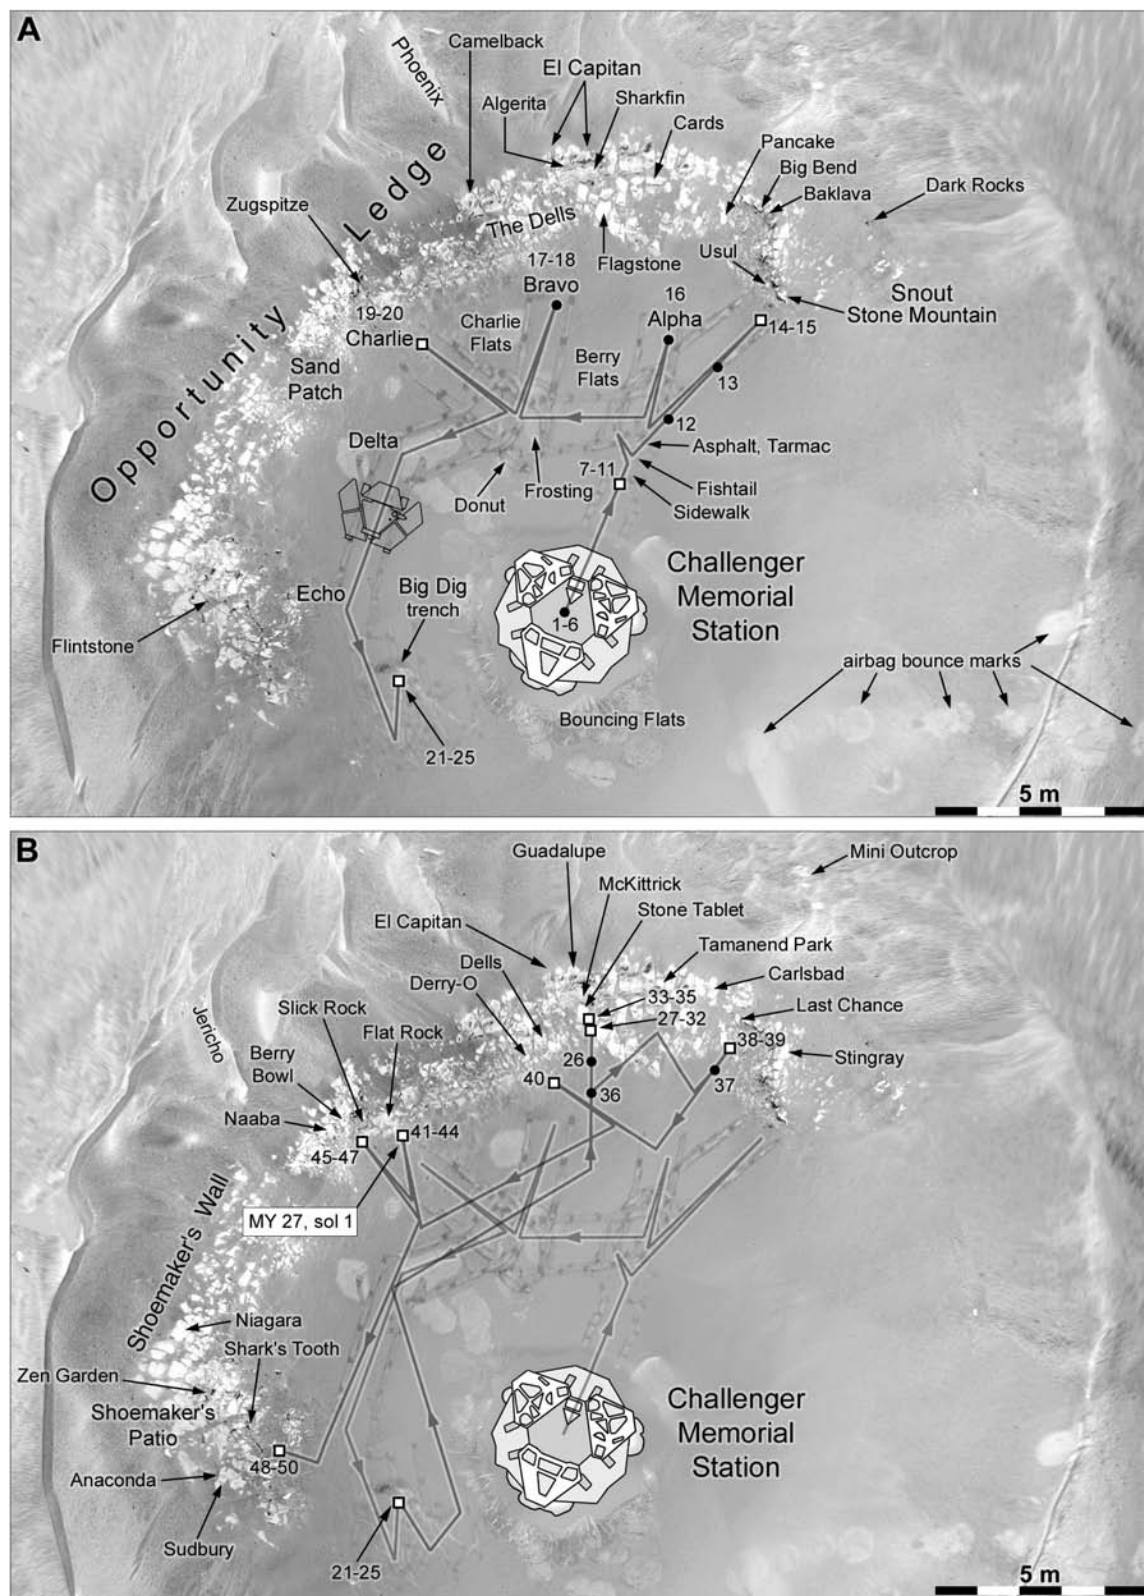 A
Camelback
Phoenix
El Capitan
Algerita
Sharkfin
Cards
Pancake
Big Bend
Baklava
Dark Rocks
Zugspitze
Opportunity Ledge
The Dells
Flagstone
Usul
Snout
Stone Mountain
17-18
Bravo
19-20
Charlie
Charlie
Flats
16
Alpha
14-15
Berry
Flats
13
Sand
Patch
12
Delta
Asphalt, Tarmac
7-11
Fishtail
Donut
Frosting
Sidewalk
Challenger
Memorial
Station
Echo
Big Dig
trench
1-6
Flintstone
airbag bounce marks
Bouncing Flats
21-25
5 m
B
Guadalupe
Mini Outcrop
McKittrick
Stone Tablet
El Capitan
Tamanend Park
Dells
Carlsbad
Derry-O
33-35
Last Chance
Slick Rock
27-32
Jericho
Flat Rock
38-39
Stingray
Berry
Bowl
26
40
37
36
Naaba
41-44
45-47
MY 27, sol 1
Shoemaker's Wall
Niagara
Shark's Tooth
Zen Garden
Shoemaker's
Patio
Challenger
Memorial
Station
Anaconda
48-50
Sudbury
21-25
5 m